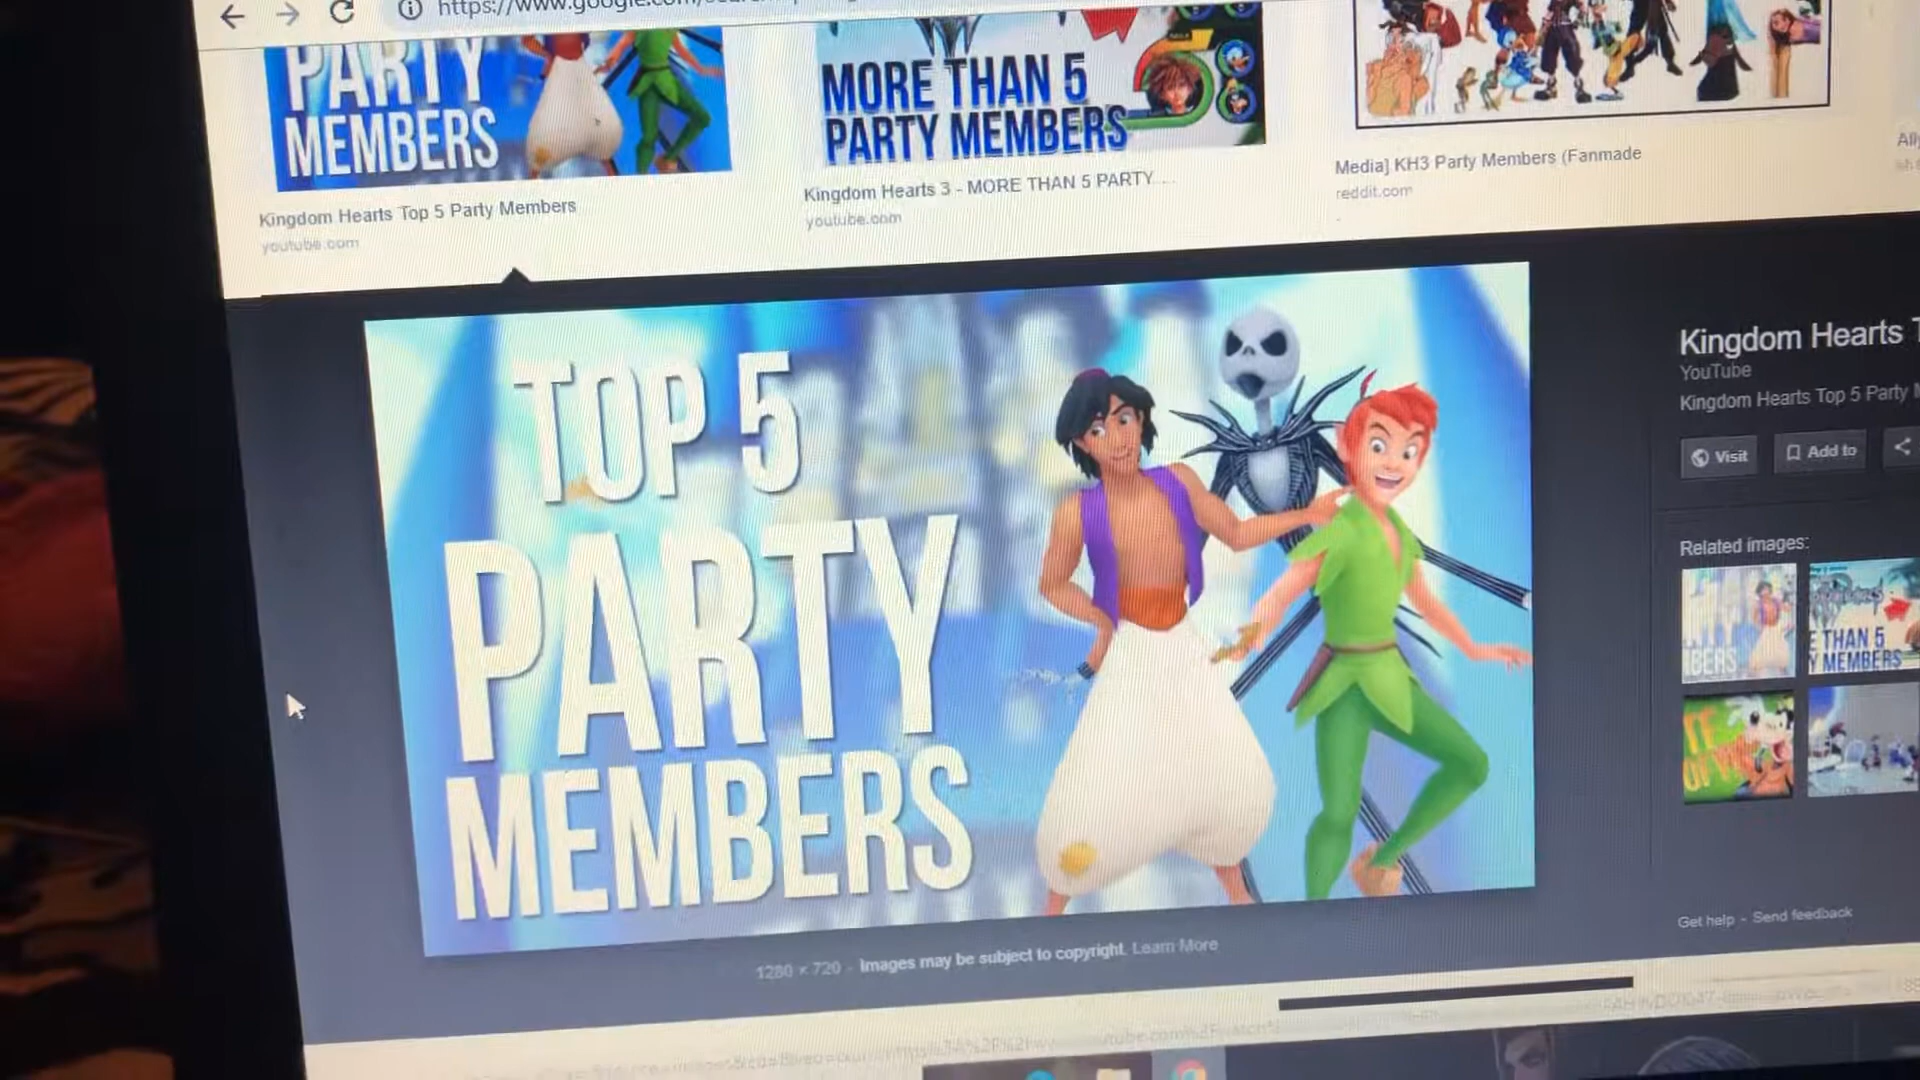 https://www.google.com/
PARTY
MEMBERS
MORE THAN 5
PARTY MEMBERS
Kingdom Hearts Top 5 Party Members
youtube.com
Kingdom Hearts 3 - MORE THAN 5 PARTY ...
youtube.com
Media] KH3 Party Members (Fanmade
reddit.com
TOP 5
PARTY
MEMBERS
Kingdom Hearts T
YouTube
Kingdom Hearts Top 5 Party
Visit
Add to
Related images:
BERS
E THAN 5
Y MEMBERS
1280 × 720 - Images may be subject to copyright. Learn More
Get help - Send feedback